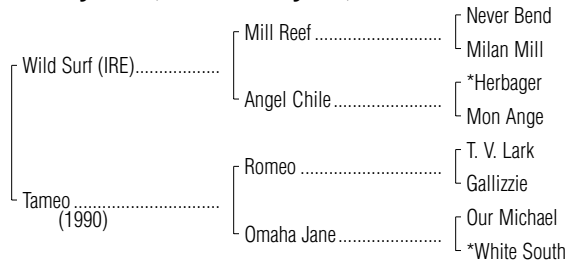 Never Bend
Mill Reef ....................
Milan Mill
Wild Surf (IRE)..................
*Herbager
Angel Chile .................
Mon Ange
T. V. Lark
Romeo .......................
Gallizzie
Tameo ..............................
(1990)
Our Michael
Omaha Jane.................
*White South